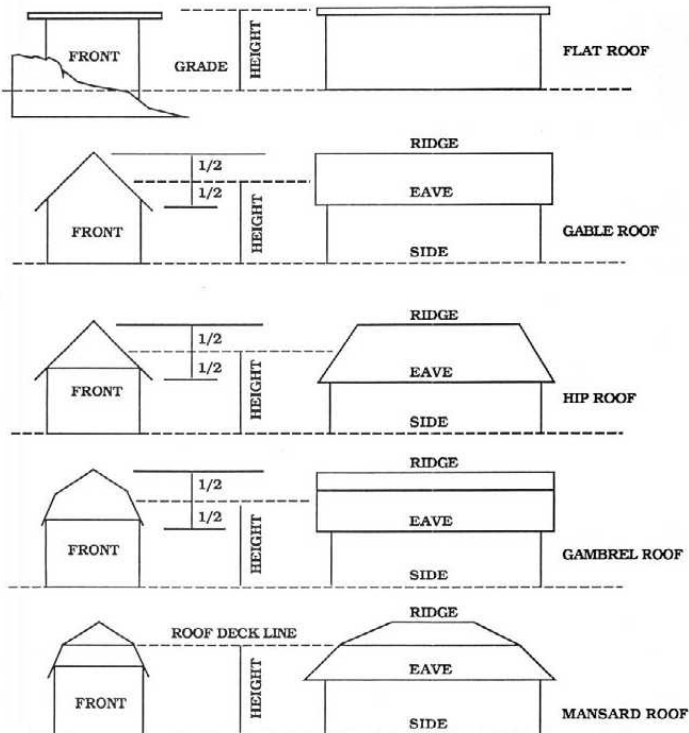 FRONT
GRADE
HEIGHT
FLAT ROOF
RIDGE
1/2
1/2
FRONT
HEIGHT
EAVE
SIDE
GABLE ROOF
RIDGE
1/2
1/2
FRONT
HEIGHT
EAVE
SIDE
HIP ROOF
RIDGE
1/2
1/2
FRONT
HEIGHT
EAVE
SIDE
GAMBREL ROOF
RIDGE
ROOF DECK LINE
FRONT
HEIGHT
EAVE
SIDE
MANSARD ROOF